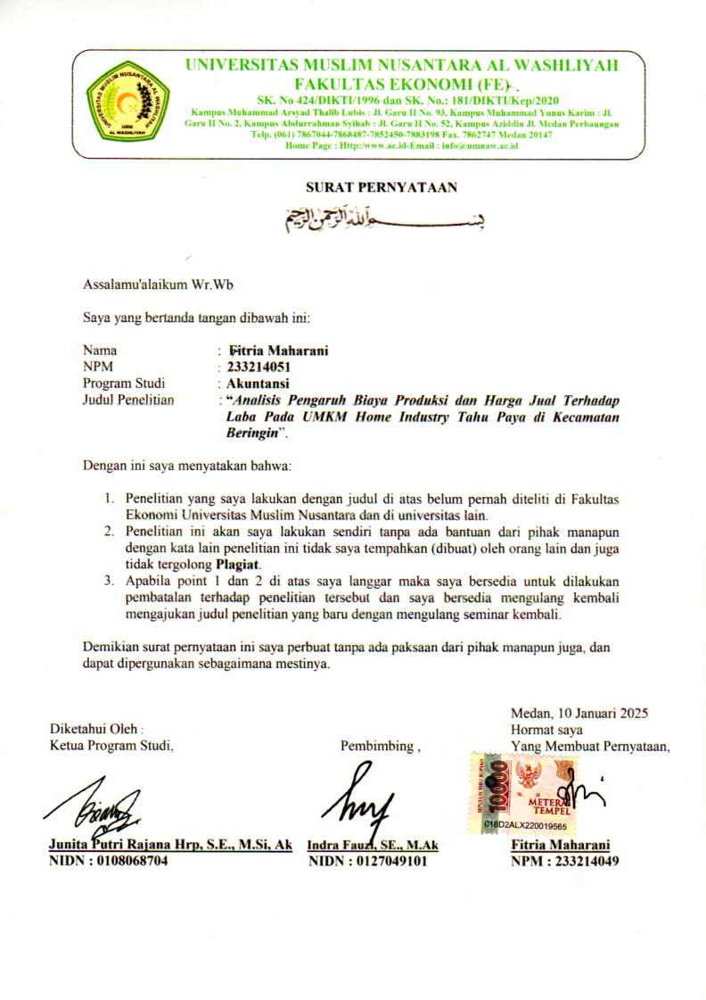 UNIVERSITAS MUSLIM NUSANTARA AL WASHLIYAH
FAKULTAS EKONOMI (FE)
SK. No 424/DIKTI/1996 dan SK. No.: 181/DIKTI/Kep/2020
Kampus Muhammad Arsyad Thalib Lubis : Jl. Garu II No. 93, Kampus Muhammad Yunus Karim : Jl.
Garu II No. 2, Kampus Abdurrahman Syihab : Jl. Garu II No. 52, Kampus Aziddin Jl. Medan Perbaungan
Telp. (061) 7867044-7868487-7852450-7883198 Fax. 7862747 Medan 20147
Home Page : Http:/www.ac.id-Email : info@umnaw.ac.id
UNIVERSITAS MUSLIM NUSANTARA AL WASHLIYAH
UMN
AL WASHLIYAH
SURAT PERNYATAAN
بسم الله الرحمن الرحيم
Assalamu'alaikum Wr.Wb
Saya yang bertanda tangan dibawah ini:
Nama : Fitria Maharani
NPM : 233214051
Program Studi : Akuntansi
Judul Penelitian : “Analisis Pengaruh Biaya Produksi dan Harga Jual Terhadap
Laba Pada UMKM Home Industry Tahu Paya di Kecamatan
Beringin”.
Dengan ini saya menyatakan bahwa:
1. Penelitian yang saya lakukan dengan judul di atas belum pernah diteliti di Fakultas
Ekonomi Universitas Muslim Nusantara dan di universitas lain.
2. Penelitian ini akan saya lakukan sendiri tanpa ada bantuan dari pihak manapun
dengan kata lain penelitian ini tidak saya tempahkan (dibuat) oleh orang lain dan juga
tidak tergolong Plagiat.
3. Apabila point 1 dan 2 di atas saya langgar maka saya bersedia untuk dilakukan
pembatalan terhadap penelitian tersebut dan saya bersedia mengulang kembali
mengajukan judul penelitian yang baru dengan mengulang seminar kembali.
Demikian surat pernyataan ini saya perbuat tanpa ada paksaan dari pihak manapun juga, dan
dapat dipergunakan sebagaimana mestinya.
Medan, 10 Januari 2025
Diketahui Oleh :
Hormat saya
Ketua Program Studi,
Pembimbing ,
Yang Membuat Pernyataan,
SEPULUH RIBU RUPIAH
10000
METERAI
TEMPEL
018D2ALX220019565
Junita Putri Rajana Hrp, S.E., M.Si, Ak
Indra Fauzi, SE., M.Ak
Fitria Maharani
NIDN : 0108068704
NIDN : 0127049101
NPM : 233214049